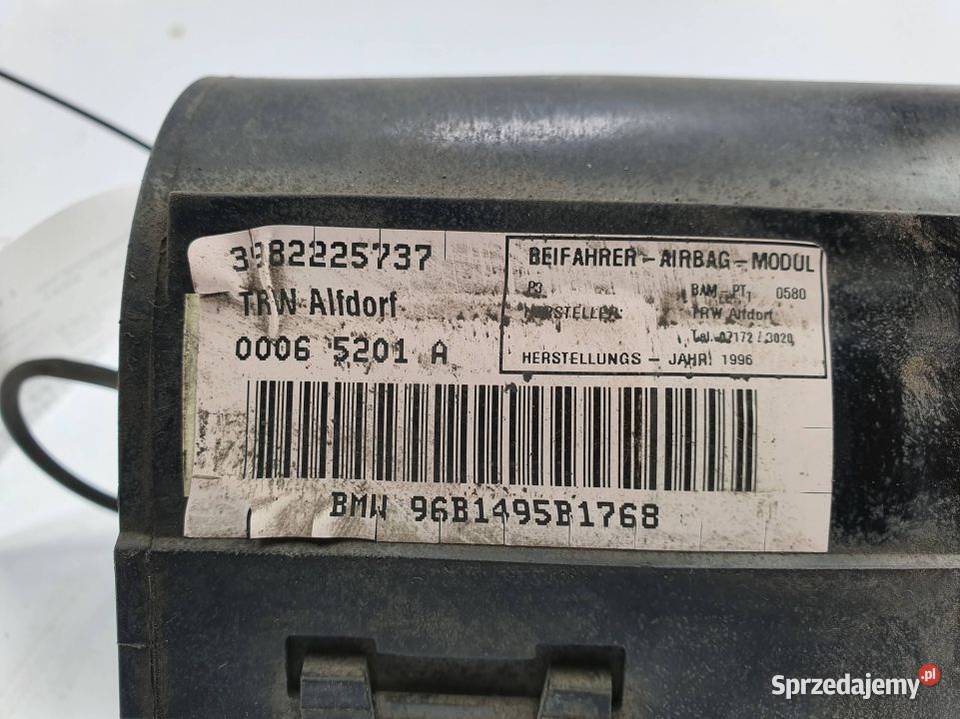 3982225737
TRW Alfdorf
0006 5201 A
BEIFAHRER-AIRBAG-MODUL
P3 BAM-PT1 0580
HERSTELLER: TRW Alfdorf
Tel. 07172 / 3020
HERSTELLUNGS - JAHR: 1996
BMW 96B1495B1768
Sprzedajemy.pl